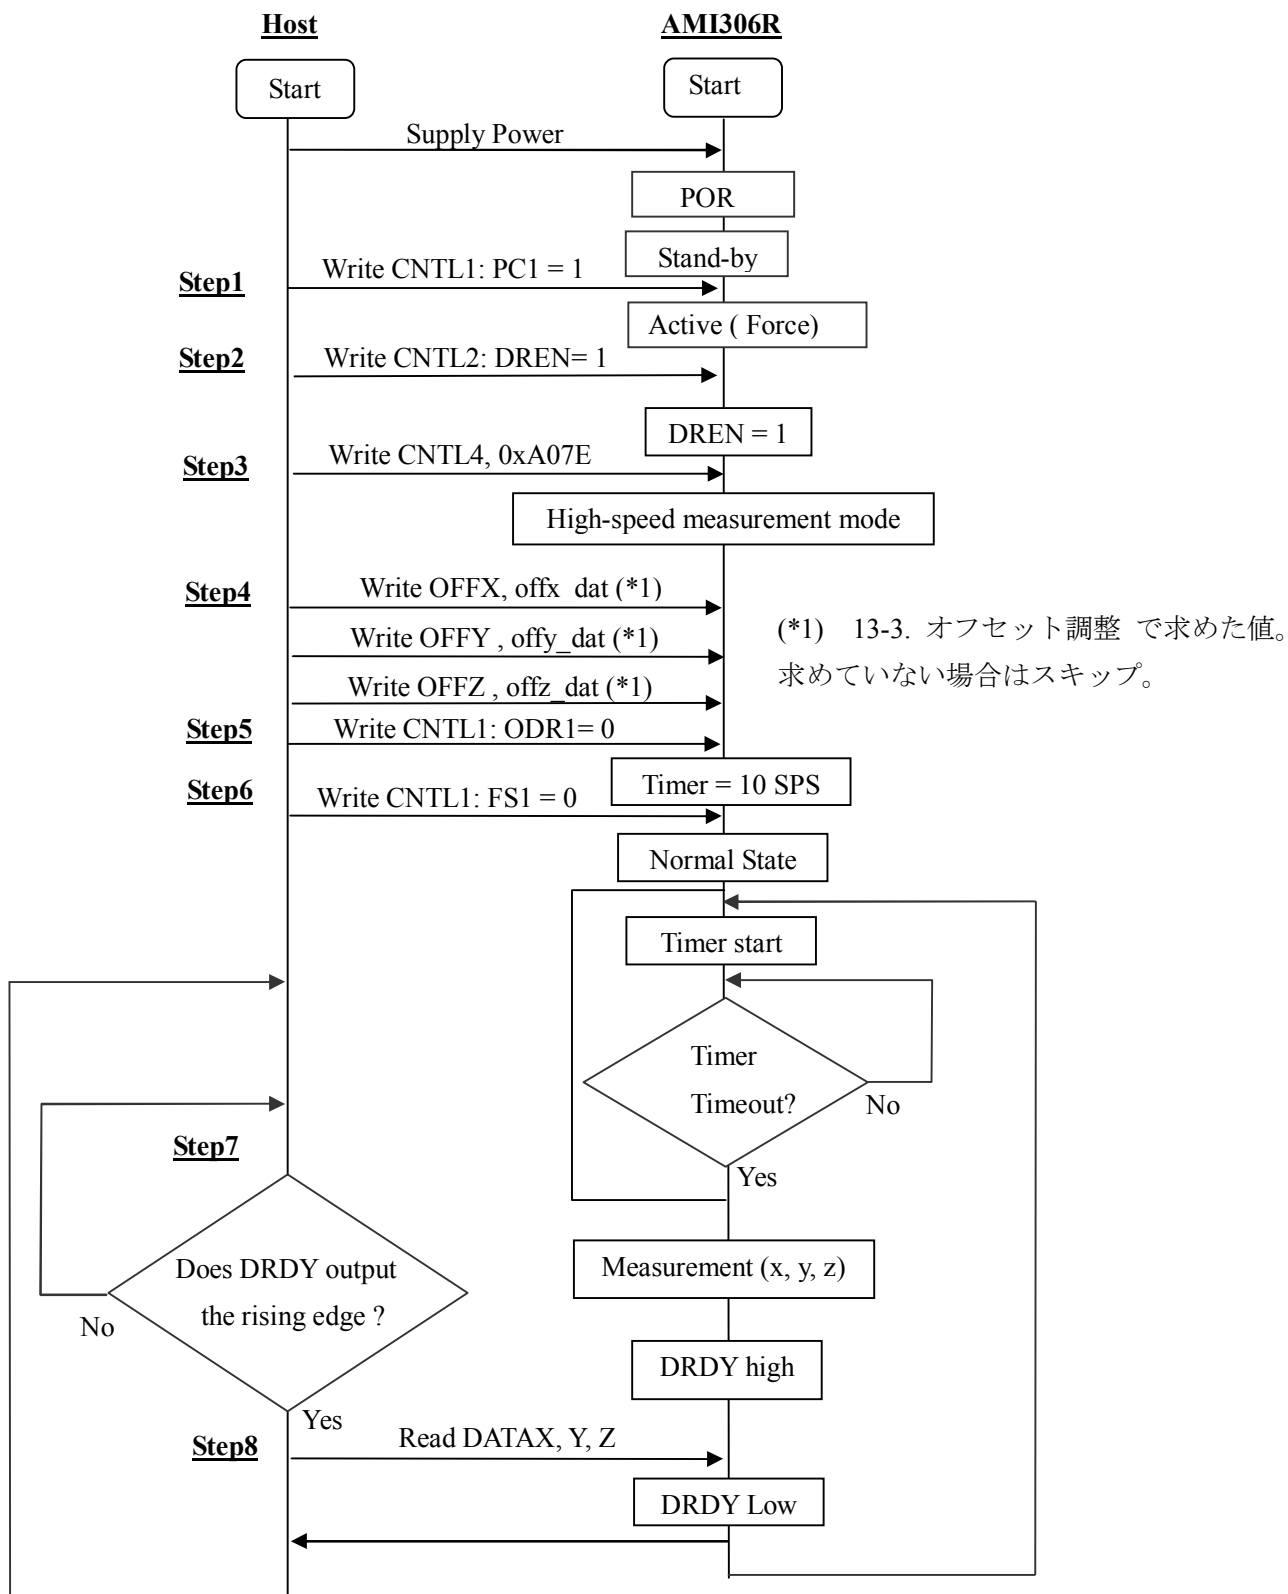 Host
AMI306R
Start
Start
Supply Power
POR
Stand-by
Step1
Write CNTL1: PC1 = 1
Active ( Force)
Step2
Write CNTL2: DREN= 1
DREN = 1
Step3
Write CNTL4, 0xA07E
High-speed measurement mode
Step4
Write OFFX, offx_dat (*1)
Write OFFY , offy_dat (*1)
Write OFFZ , offz_dat (*1)
(*1) 13-3. オフセット調整 で求めた値。
求めていない場合はスキップ。
Step5
Write CNTL1: ODR1= 0
Timer = 10 SPS
Step6
Write CNTL1: FS1 = 0
Normal State
Timer start
Timer
Timeout?
No
Yes
Step7
Does DRDY output
the rising edge ?
No
Yes
Measurement (x, y, z)
DRDY high
Step8
Read DATAX, Y, Z
DRDY Low